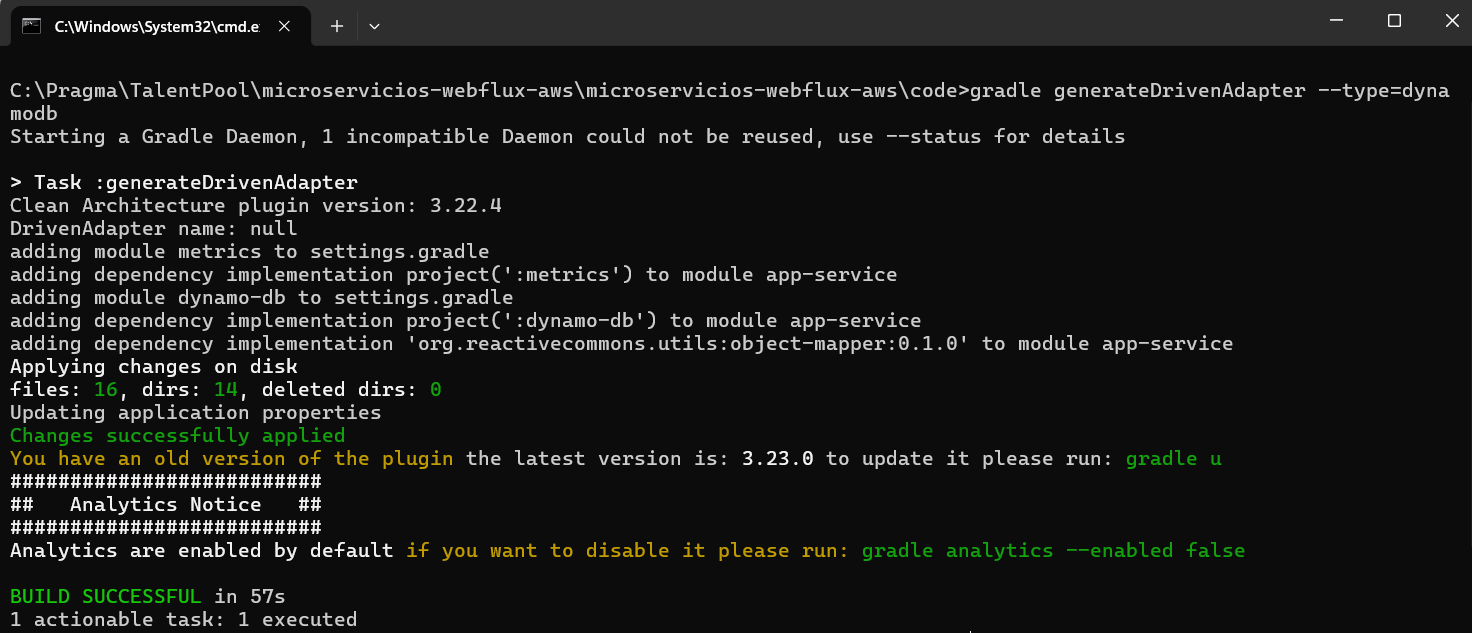 C:\Windows\System32\cmd.e
C:\Pragma\TalentPool\microservicios-webflux-aws\microservicios-webflux-aws\code>gradle generateDrivenAdapter --type=dyna
modb
Starting a Gradle Daemon, 1 incompatible Daemon could not be reused, use --status for details
> Task :generateDrivenAdapter
Clean Architecture plugin version: 3.22.4
DrivenAdapter name: null
adding module metrics to settings.gradle
adding dependency implementation project(':metrics') to module app-service
adding module dynamo-db to settings.gradle
adding dependency implementation project(':dynamo-db') to module app-service
adding dependency implementation 'org.reactivecommons.utils:object-mapper:0.1.0' to module app-service
Applying changes on disk
files: 16, dirs: 14, deleted dirs: 0
Updating application properties
Changes successfully applied
You have an old version of the plugin the latest version is: 3.23.0 to update it please run: gradle u
##########################
##   Analytics Notice   ##
##########################
Analytics are enabled by default if you want to disable it please run: gradle analytics --enabled false
BUILD SUCCESSFUL in 57s
1 actionable task: 1 executed